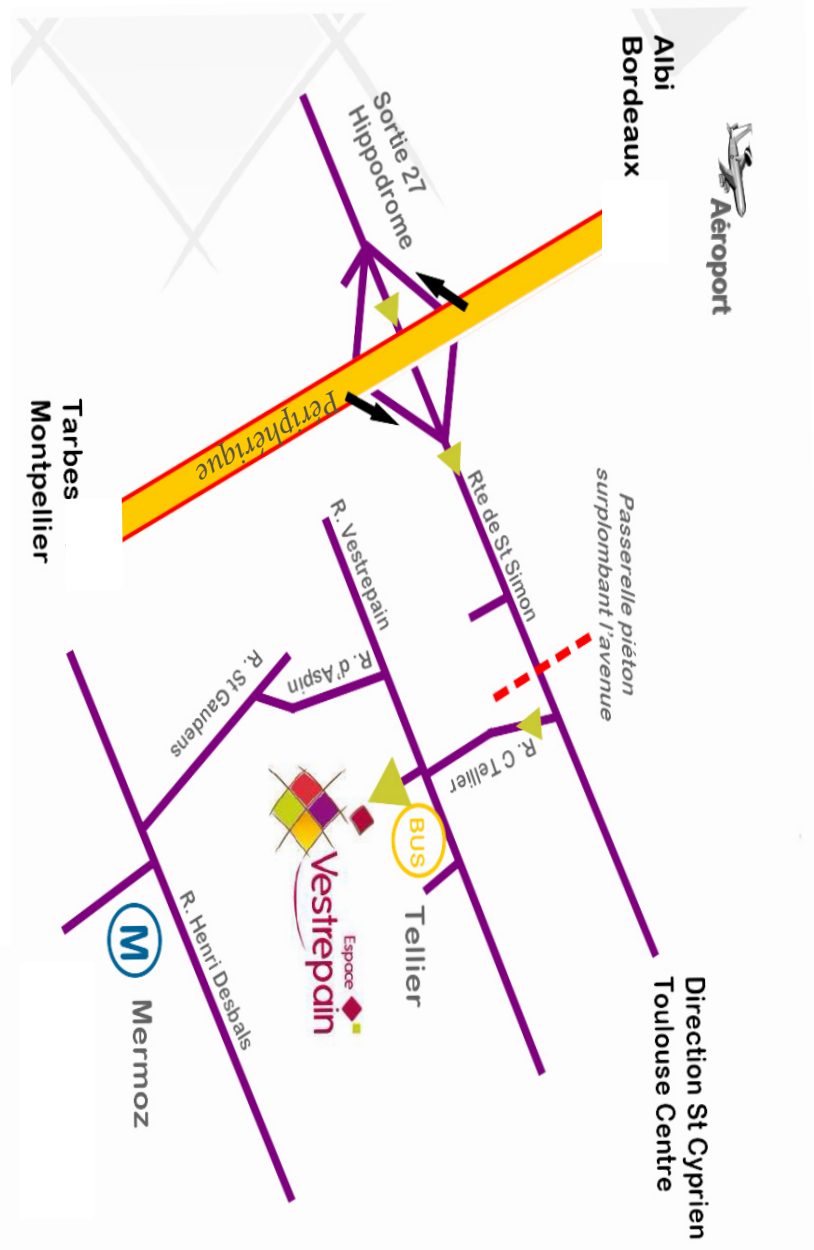 Albi
Bordeaux
Aéroport
Sortie 27
Hippodrome
Périphérique
Tarbes
Montpellier
Rte de St Simon
Passerelle piéton
surplombant l'avenue
R. Vestrepain
R. d'Aspin
R. St Gaudens
R. C Tellier
BUS
Tellier
Espace
Vestrepain
R. Henri Desbals
M
Mermoz
Direction St Cyprien
Toulouse Centre